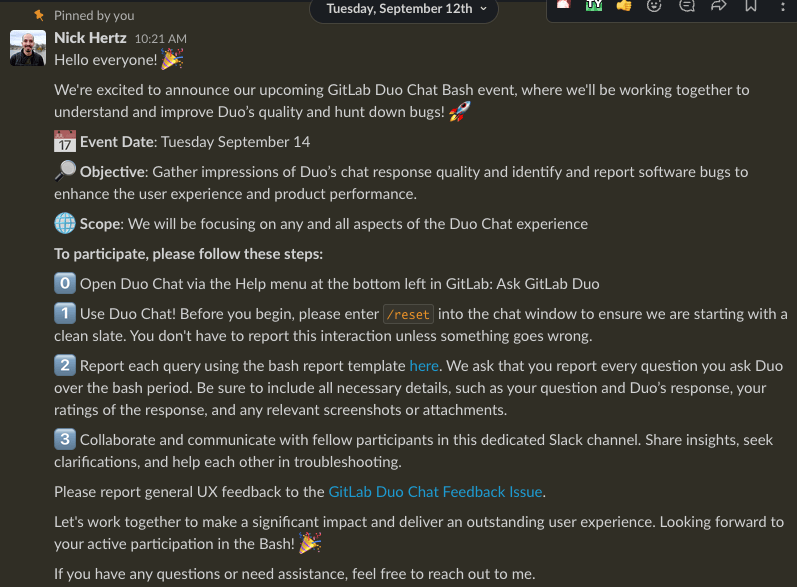 Pinned by you
Tuesday, September 12th
Nick Hertz 10:21 AM
Hello everyone! 🎉
We're excited to announce our upcoming GitLab Duo Chat Bash event, where we'll be working together to
understand and improve Duo's quality and hunt down bugs! 🚀
📅 Event Date: Tuesday September 14
🔎 Objective: Gather impressions of Duo's chat response quality and identify and report software bugs to
enhance the user experience and product performance.
🌐 Scope: We will be focusing on any and all aspects of the Duo Chat experience
To participate, please follow these steps:
0 Open Duo Chat via the Help menu at the bottom left in GitLab: Ask GitLab Duo
1 Use Duo Chat! Before you begin, please enter /reset into the chat window to ensure we are starting with a
clean slate. You don't have to report this interaction unless something goes wrong.
2 Report each query using the bash report template here. We ask that you report every question you ask Duo
over the bash period. Be sure to include all necessary details, such as your question and Duo's response, your
ratings of the response, and any relevant screenshots or attachments.
3 Collaborate and communicate with fellow participants in this dedicated Slack channel. Share insights, seek
clarifications, and help each other in troubleshooting.
Please report general UX feedback to the GitLab Duo Chat Feedback Issue.
Let's work together to make a significant impact and deliver an outstanding user experience. Looking forward to
your active participation in the Bash! 🎉
If you have any questions or need assistance, feel free to reach out to me.